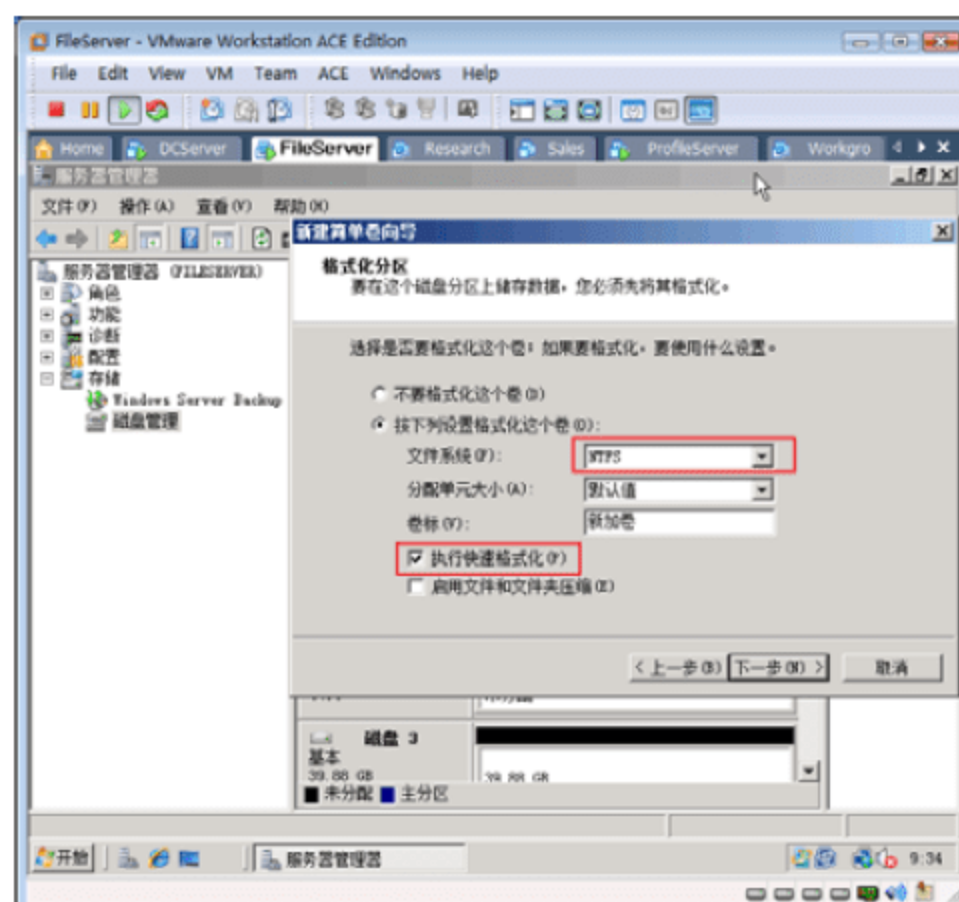 FileServer - VMware Workstation ACE Edition
File Edit View VM Team ACE Windows Help
Home DCServer FileServer Research Sales ProfileServer Workgro
服务器管理器
文件(F) 操作(A) 查看(V) 帮助(H)
新建简单卷向导
格式化分区
要在这个磁盘分区上储存数据，您必须先将其格式化。
服务器管理器 (FILESERVER)
角色
功能
诊断
配置
存储
Windows Server Backup
磁盘管理
选择是否要格式化这个卷；如果要格式化，要使用什么设置。
不要格式化这个卷(D)
按下列设置格式化这个卷(O):
文件系统(F): NTFS
分配单元大小(A): 默认值
卷标(V): 新加卷
执行快速格式化(P)
启用文件和文件夹压缩(E)
< 上一步(B) 下一步(N) > 取消
磁盘 3
基本
39.88 GB 39.88 GB
未分配 主分区
开始 服务器管理器 9:34